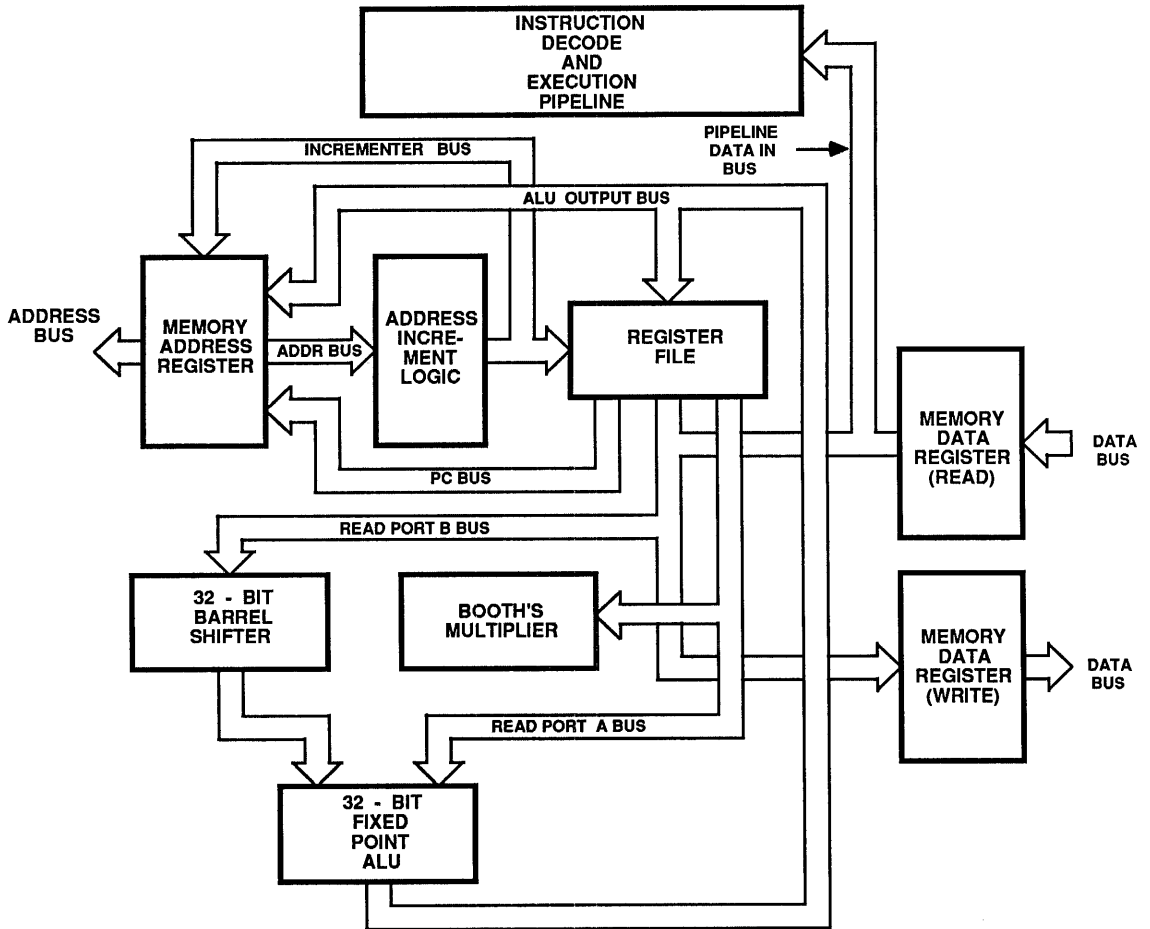 INSTRUCTION
DECODE
AND
EXECUTION
PIPELINE
PIPELINE
DATA IN
BUS
INCREMENTER BUS
ALU OUTPUT BUS
ADDRESS
BUS
MEMORY
ADDRESS
REGISTER
ADDR BUS
ADDRESS
INCRE-
MENT
LOGIC
REGISTER
FILE
MEMORY
DATA
REGISTER
(READ)
DATA
BUS
PC BUS
READ PORT B BUS
32 - BIT
BARREL
SHIFTER
BOOTH'S
MULTIPLIER
MEMORY
DATA
REGISTER
(WRITE)
DATA
BUS
READ PORT A BUS
32 - BIT
FIXED
POINT
ALU